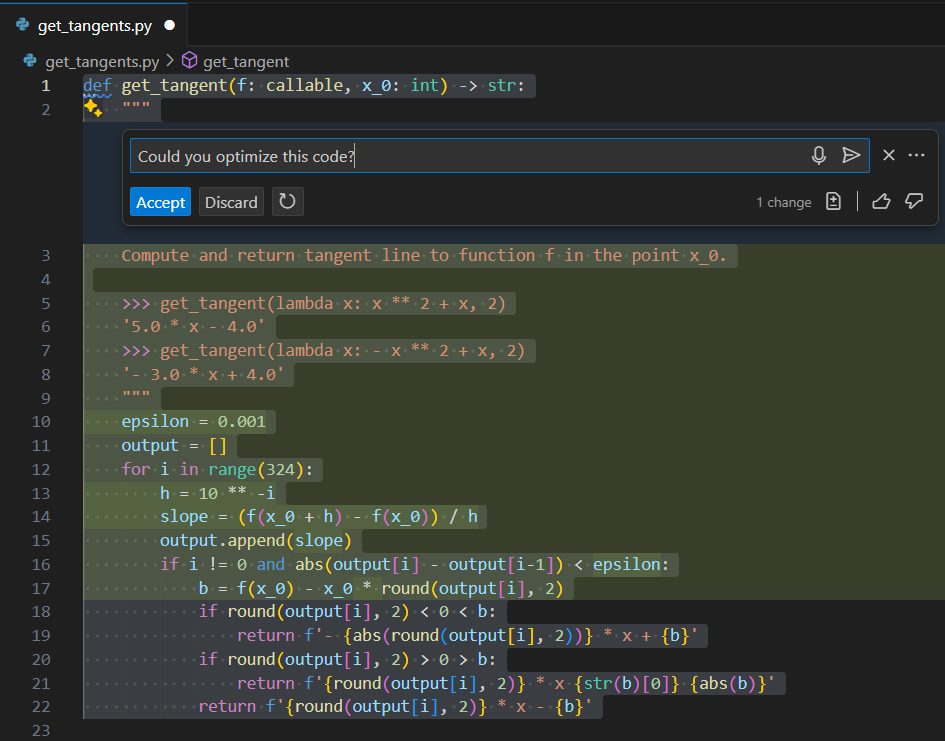 get_tangents.py
get_tangents.py > get_tangent
1 def get_tangent(f: callable, x_0: int) -> str:
2     """
Could you optimize this code?
Accept Discard 1 change
3     Compute and return tangent line to function f in the point x_0.
4
5     >>> get_tangent(lambda x: x ** 2 + x, 2)
6     '5.0 * x - 4.0'
7     >>> get_tangent(lambda x: - x ** 2 + x, 2)
8     '- 3.0 * x + 4.0'
9     """
10     epsilon = 0.001
11     output = []
12     for i in range(324):
13         h = 10 ** -i
14         slope = (f(x_0 + h) - f(x_0)) / h
15         output.append(slope)
16         if i != 0 and abs(output[i] - output[i-1]) < epsilon:
17             b = f(x_0) - x_0 * round(output[i], 2)
18             if round(output[i], 2) < 0 < b:
19                 return f'- {abs(round(output[i], 2))} * x + {b}'
20             if round(output[i], 2) > 0 > b:
21                 return f'{round(output[i], 2)} * x {str(b)[0]} {abs(b)}'
22             return f'{round(output[i], 2)} * x - {b}'
23